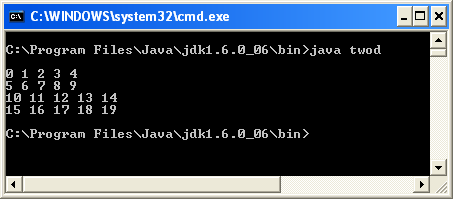 C:\WINDOWS\system32\cmd.exe
C:\Program Files\Java\jdk1.6.0_06\bin>java twod
0 1 2 3 4
5 6 7 8 9
10 11 12 13 14
15 16 17 18 19
C:\Program Files\Java\jdk1.6.0_06\bin>